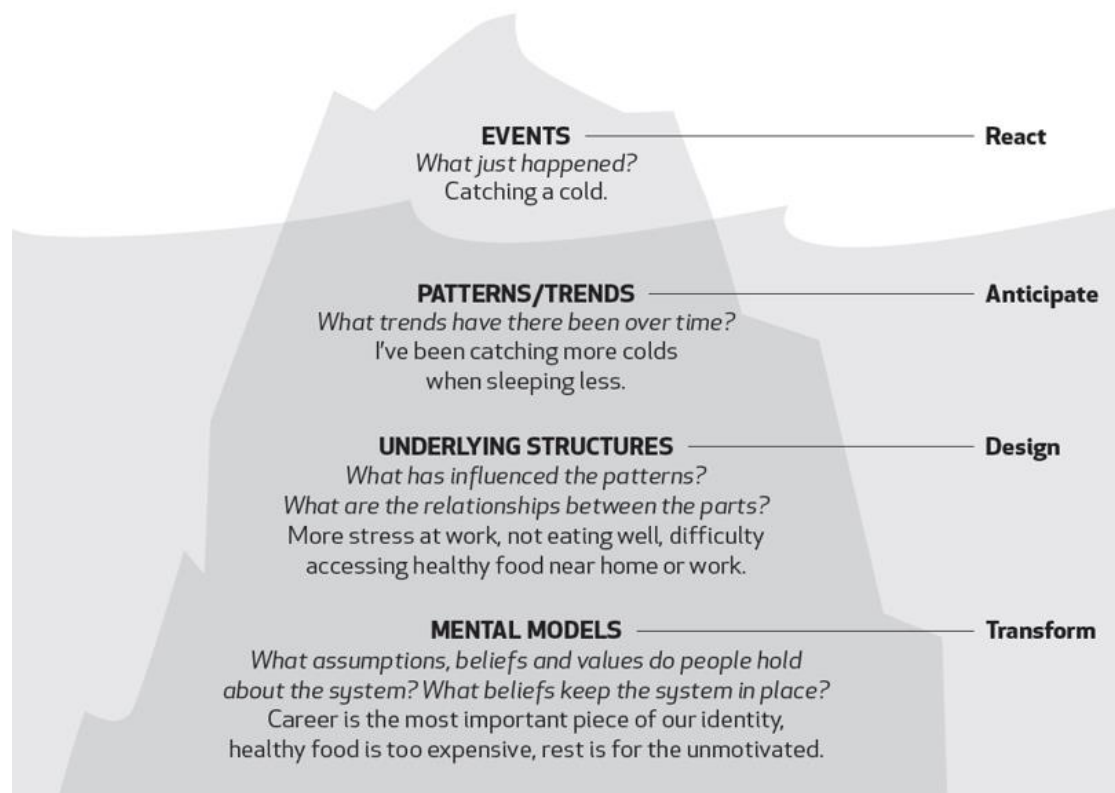 EVENTS React
What just happened?
Catching a cold.
PATTERNS/TRENDS Anticipate
What trends have there been over time?
I've been catching more colds
when sleeping less.
UNDERLYING STRUCTURES Design
What has influenced the patterns?
What are the relationships between the parts?
More stress at work, not eating well, difficulty
accessing healthy food near home or work.
MENTAL MODELS Transform
What assumptions, beliefs and values do people hold
about the system? What beliefs keep the system in place?
Career is the most important piece of our identity,
healthy food is too expensive, rest is for the unmotivated.